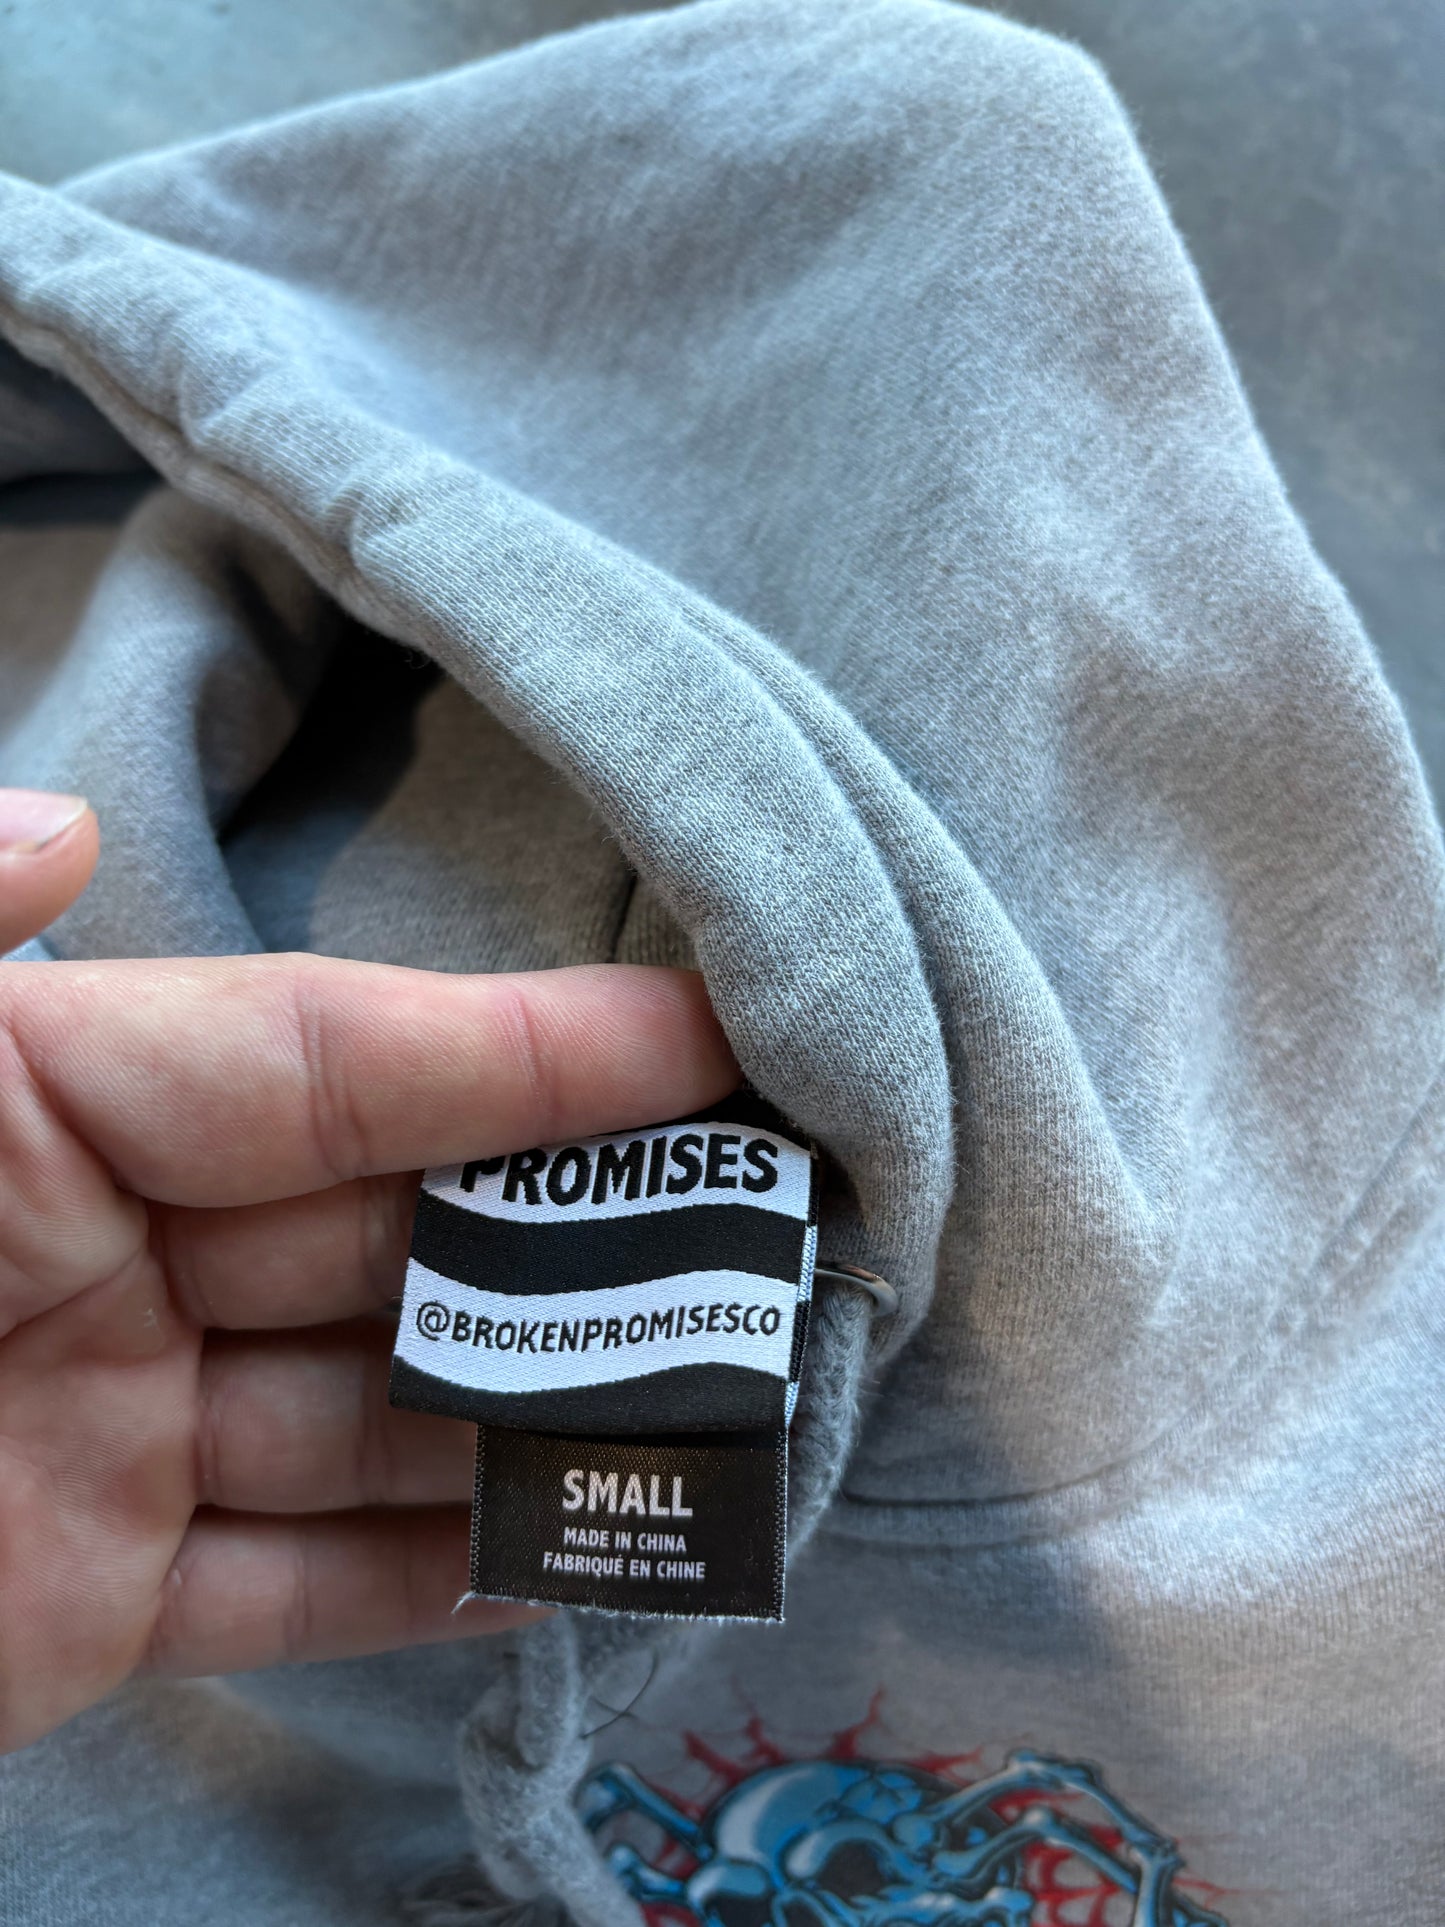 PROMISES
@BROKENPROMISESCO
SMALL
MADE IN CHINA
FABRIQUÉ EN CHINE